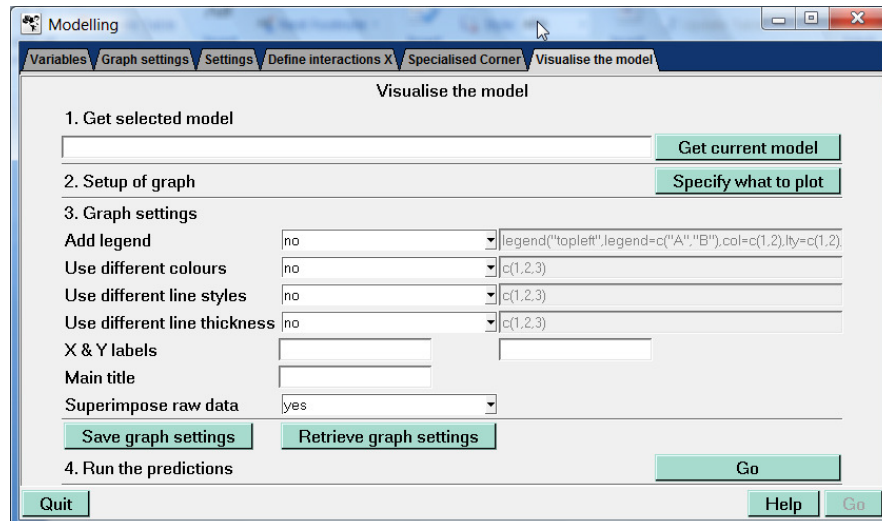 Modelling
Variables Graph settings Settings Define interactions X Specialised Corner Visualise the model
Visualise the model
1. Get selected model
Get current model
2. Setup of graph Specify what to plot
3. Graph settings
Add legend no legend("topleft",legend=c("A","B"),col=c(1,2),lty=c(1,2),
Use different colours no c(1,2,3)
Use different line styles no c(1,2,3)
Use different line thickness no c(1,2,3)
X & Y labels
Main title
Superimpose raw data yes
Save graph settings Retrieve graph settings
4. Run the predictions Go
Quit Help Go